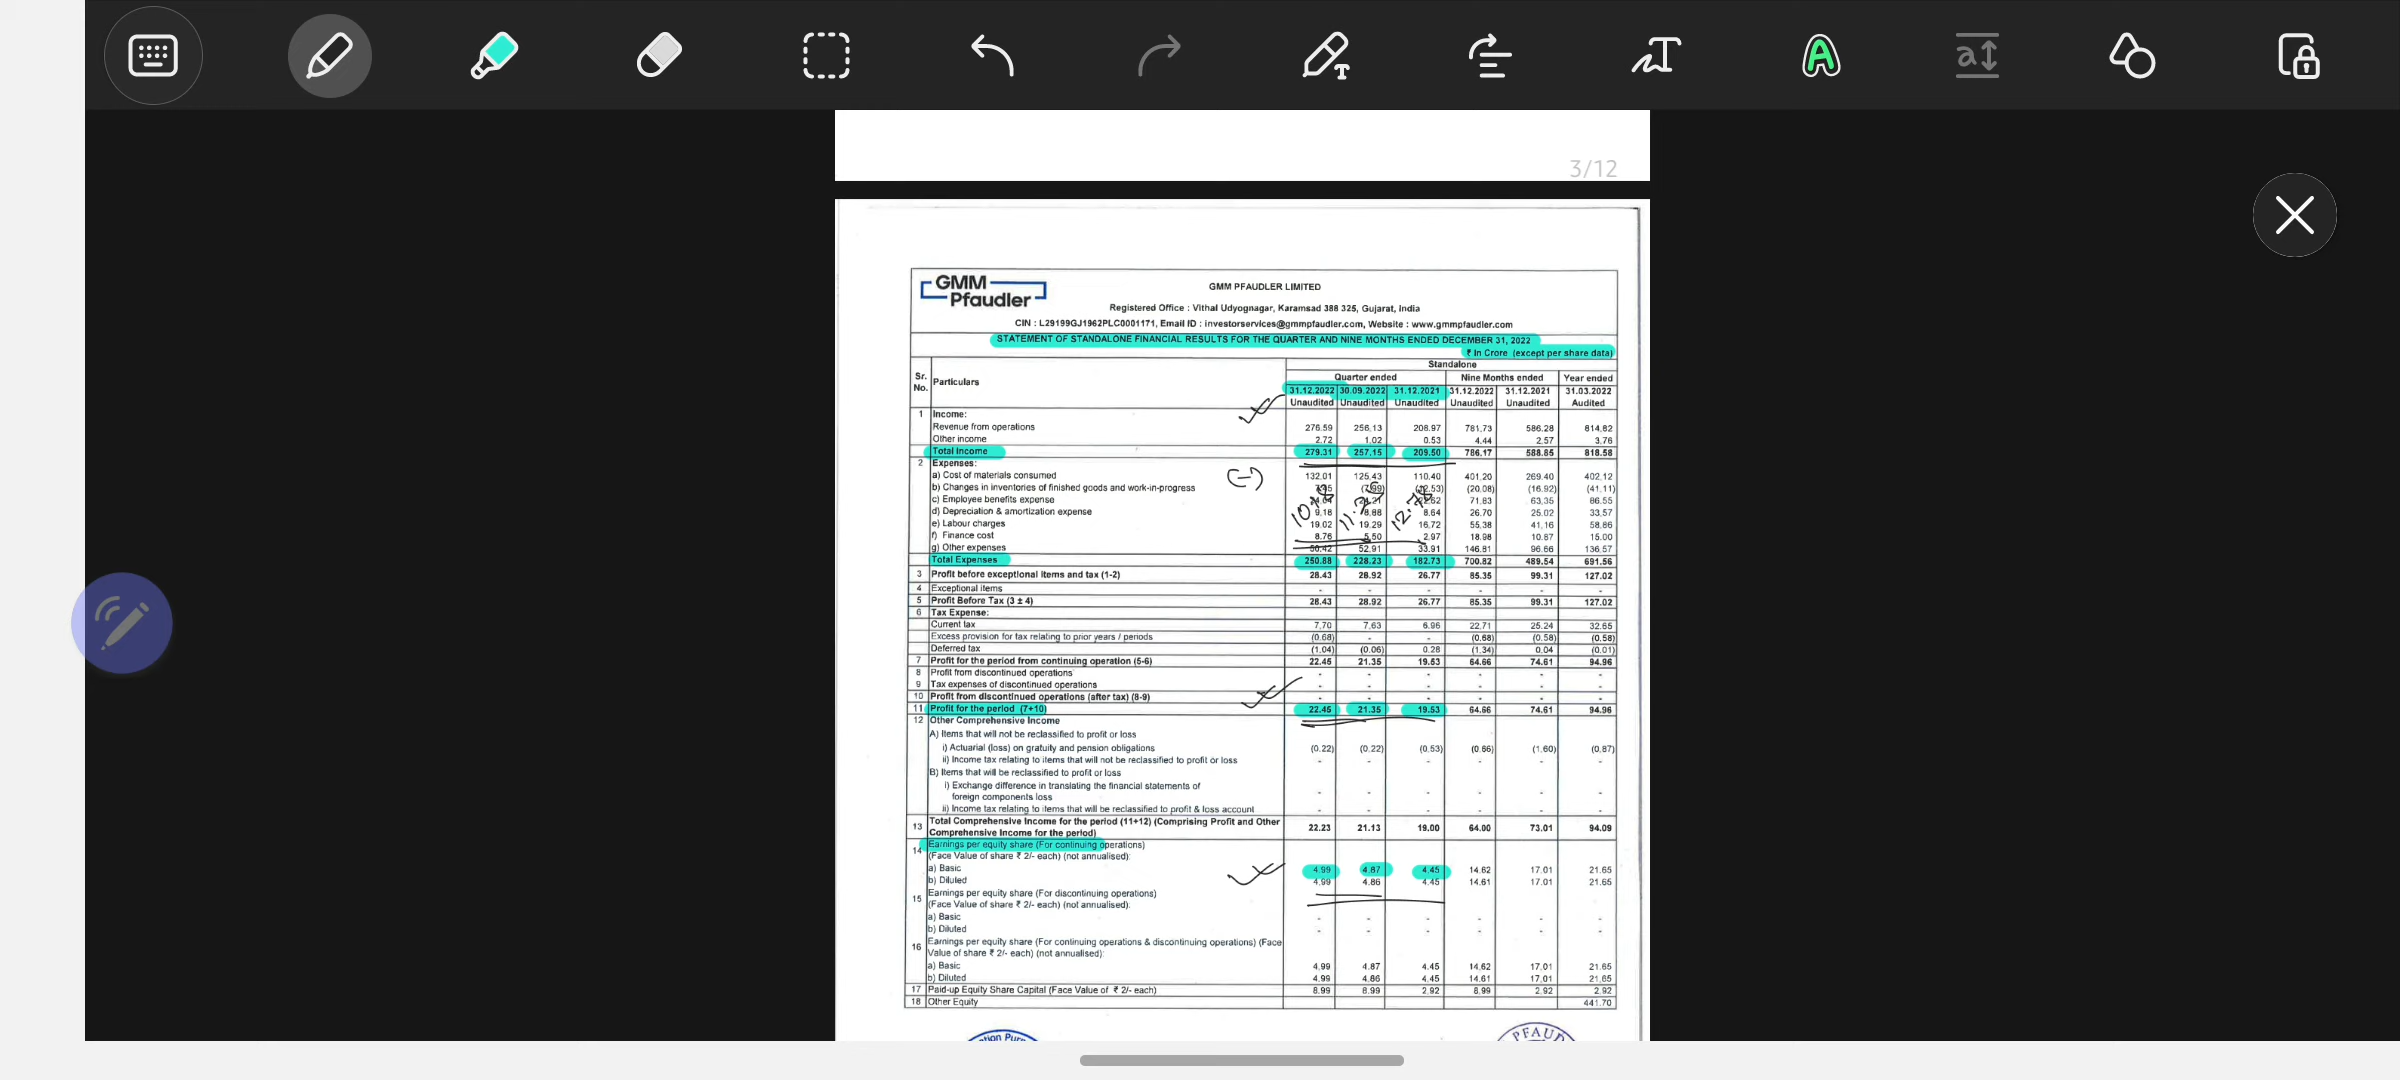 3/12
GMM
Pfaudler
GMM PFAUDLER LIMITED
Registered Office : Vithal Udyognagar, Karamsad 388 325, Gujarat, India
CIN : L29199GJ1962PLC0001171, Email ID : investorservices@gmmpfaudler.com, Website : www.gmmpfaudler.com
STATEMENT OF STANDALONE FINANCIAL RESULTS FOR THE QUARTER AND NINE MONTHS ENDED DECEMBER 31, 2022
₹ In Crore (except per share data)
Sr. No. Particulars Standalone
Quarter ended Nine Months ended Year ended
31.12.2022 30.09.2022 31.12.2021 31.12.2022 31.12.2021 31.03.2022
Unaudited Unaudited Unaudited Unaudited Unaudited Audited
1 Income:
Revenue from operations 276.59 256.13 208.97 781.73 586.28 814.82
Other income 2.72 1.02 0.53 4.44 2.57 3.76
Total Income 279.31 257.15 209.50 786.17 588.85 818.58
2 Expenses:
a) Cost of materials consumed 132.01 125.43 110.40 401.20 269.40 402.12
(-)
b) Changes in inventories of finished goods and work-in-progress (20.08) (16.92) (41.11)
c) Employee benefits expense 71.83 63.35 86.55
10.18 11.25 12.78
d) Depreciation & amortization expense 9.18 8.88 8.64 26.70 25.02 33.57
e) Labour charges 19.02 19.29 16.72 55.38 41.16 58.86
f) Finance cost 8.76 5.50 2.97 18.98 10.87 15.00
g) Other expenses 50.42 52.91 33.91 146.81 96.66 136.57
Total Expenses 250.88 228.23 182.73 700.82 489.54 691.56
3 Profit before exceptional items and tax (1-2) 28.43 28.92 26.77 85.35 99.31 127.02
4 Exceptional items - - - - - -
5 Profit Before Tax (3 ± 4) 28.43 28.92 26.77 85.35 99.31 127.02
6 Tax Expense:
Current tax 7.70 7.63 6.96 22.71 25.24 32.65
Excess provision for tax relating to prior years / periods (0.68) - - (0.68) (0.58) (0.58)
Deferred tax (1.04) (0.06) 0.28 (1.34) 0.04 (0.01)
7 Profit for the period from continuing operation (5-6) 22.45 21.35 19.53 64.66 74.61 94.96
8 Profit from discontinued operations - - - - - -
9 Tax expenses of discontinued operations - - - - - -
10 Profit from discontinued operations (after tax) (8-9) - - - - - -
11 Profit for the period (7+10) 22.45 21.35 19.53 64.66 74.61 94.96
12 Other Comprehensive Income
A) Items that will not be reclassified to profit or loss
i) Actuarial (loss) on gratuity and pension obligations (0.22) (0.22) (0.53) (0.66) (1.60) (0.87)
ii) Income tax relating to items that will not be reclassified to profit or loss - - - - - -
B) Items that will be reclassified to profit or loss
i) Exchange difference in translating the financial statements of
foreign components loss - - - - - -
ii) Income tax relating to items that will be reclassified to profit & loss account - - - - - -
13 Total Comprehensive Income for the period (11+12) (Comprising Profit and Other
Comprehensive Income for the period) 22.23 21.13 19.00 64.00 73.01 94.09
14 Earnings per equity share (For continuing operations)
(Face Value of share ₹ 2/- each) (not annualised):
a) Basic 4.99 4.87 4.45 14.62 17.01 21.65
b) Diluted 4.99 4.86 4.45 14.61 17.01 21.65
15 Earnings per equity share (For discontinuing operations)
(Face Value of share ₹ 2/- each) (not annualised):
a) Basic - - - - - -
b) Diluted - - - - - -
16 Earnings per equity share (For continuing operations & discontinuing operations) (Face
Value of share ₹ 2/- each) (not annualised):
a) Basic 4.99 4.87 4.45 14.62 17.01 21.65
b) Diluted 4.99 4.86 4.45 14.61 17.01 21.65
17 Paid-up Equity Share Capital (Face Value of ₹ 2/- each) 8.99 8.99 2.92 8.99 2.92 2.92
18 Other Equity 441.70
PFAUD